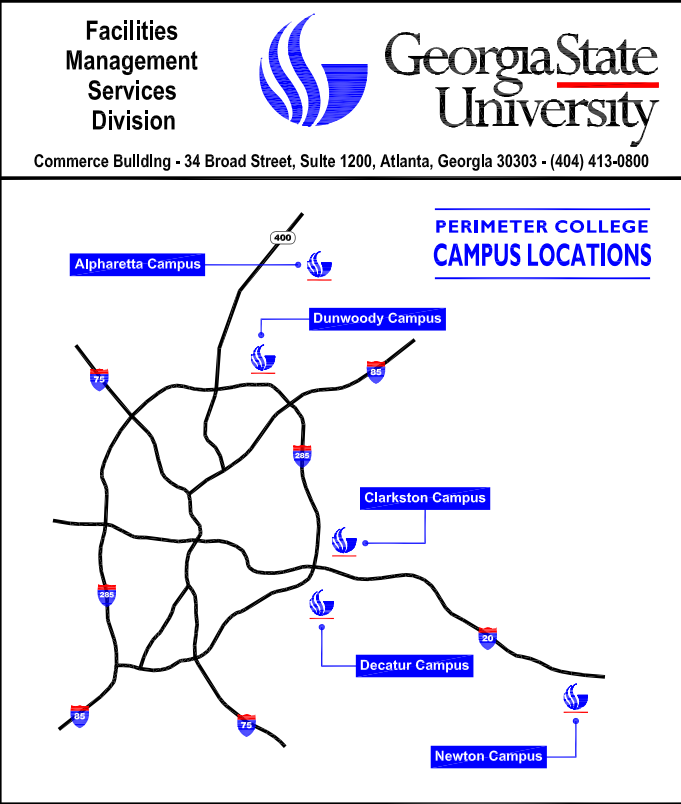 Facilities
Management
Services
Division
GeorgiaState
University
Commerce Building - 34 Broad Street, Suite 1200, Atlanta, Georgia 30303 - (404) 413-0800
PERIMETER COLLEGE
CAMPUS LOCATIONS
400
Alpharetta Campus
Dunwoody Campus
75
85
285
Clarkston Campus
285
20
Decatur Campus
85
75
Newton Campus